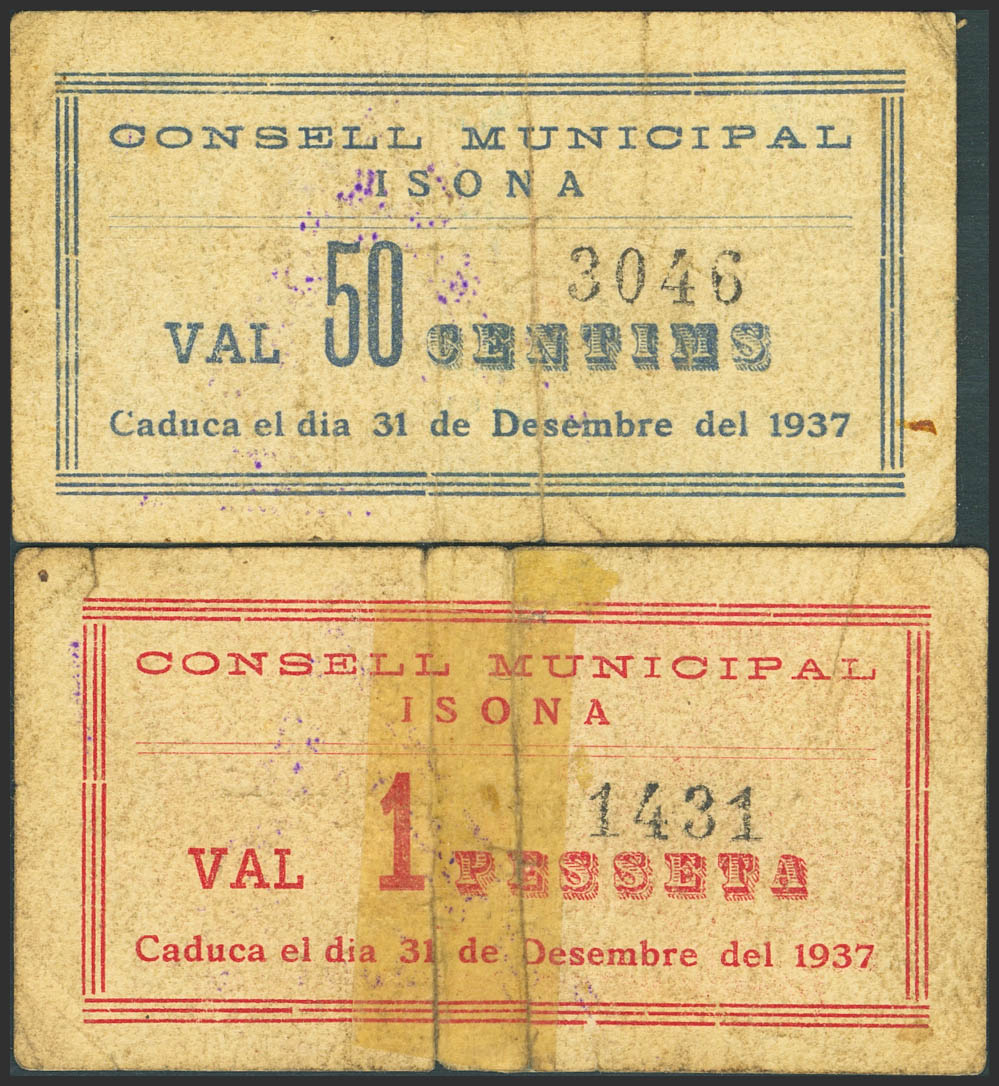 CONSELL MUNICIPAL
ISONA
3046
VAL 50 CENTIMS
Caduca el dia 31 de Desembre del 1937
CONSELL MUNICIPAL
ISONA
1431
VAL 1 PESSETA
Caduca el dia 31 de Desembre del 1937